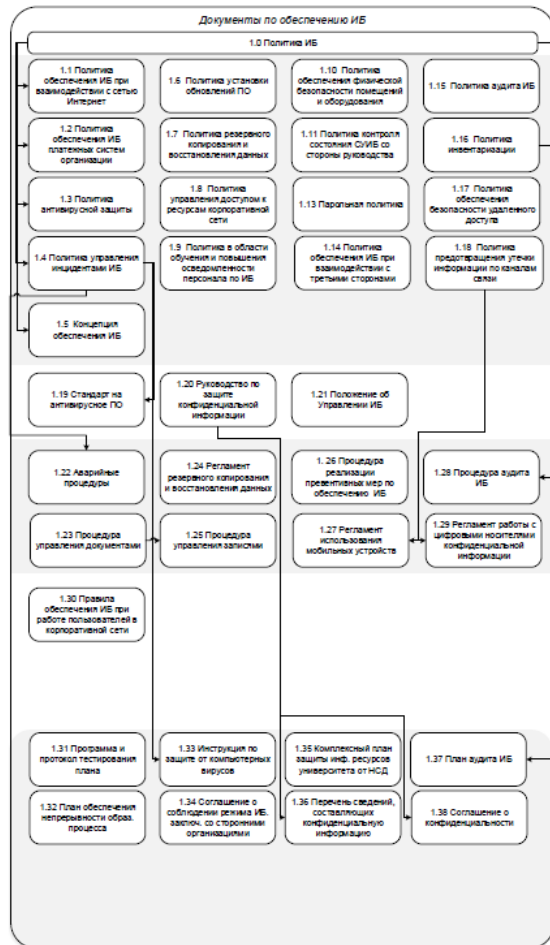 Документы по обеспечению ИБ
1.0 Политика ИБ
1.1 Политика
обеспечения ИБ при
взаимодействии с сетью
Интернет
1.6 Политика установки
обновлений ПО
1.10 Политика
обеспечения физической
безопасности помещений
и оборудования
1.15 Политика аудита ИБ
1.2 Политика
обеспечения ИБ
платежных систем
организации
1.7 Политика резервного
копирования и
восстановления данных
1.11 Политика контроля
состояния СУИБ со
стороны руководства
1.16 Политика
инвентаризации
1.3 Политика
антивирусной защиты
1.8 Политика
управления доступом к
ресурсам корпоративной
сети
1.13 Парольная политика
1.17 Политика
обеспечения
безопасности удаленного
доступа
1.4 Политика управления
инцидентами ИБ
1.9 Политика в области
обучения и повышения
осведомленности
персонала по ИБ
1.14 Политика
обеспечения ИБ при
взаимодействии с
третьими сторонами
1.18 Политика
предотвращения утечки
информации по каналам
связи
1.5 Концепция
обеспечения ИБ
1.19 Стандарт на
антивирусное ПО
1.20 Руководство по
защите
конфиденциальной
информации
1.21 Положение об
Управлении ИБ
1.22 Аварийные
процедуры
1.24 Регламент
резервного копирования
и восстановления данных
1. 26 Процедура
реализации
превентивных мер по
обеспечению ИБ
1.28 Процедура аудита
ИБ
1.23 Процедура
управления документами
1.25 Процедура
управления записями
1.27 Регламент
использования
мобильных устройств
1.29 Регламент работы с
цифровыми носителями
конфиденциальной
информации
1.30 Правила
обеспечения ИБ при
работе пользователей в
корпоративной сети
1.31 Программа и
протокол тестирования
плана
1.33 Инструкция по
защите от компьютерных
вирусов
1.35 Комплексный план
защиты инф. ресурсов
университета от НСД
1.37 План аудита ИБ
1.32 План обеспечения
непрерывности образ.
процесса
1.34 Соглашение о
соблюдении режима ИБ,
заключ. со сторонними
организациями
1.36 Перечень сведений,
составляющих
конфиденциальную
информацию
1.38 Соглашение о
конфиденциальности